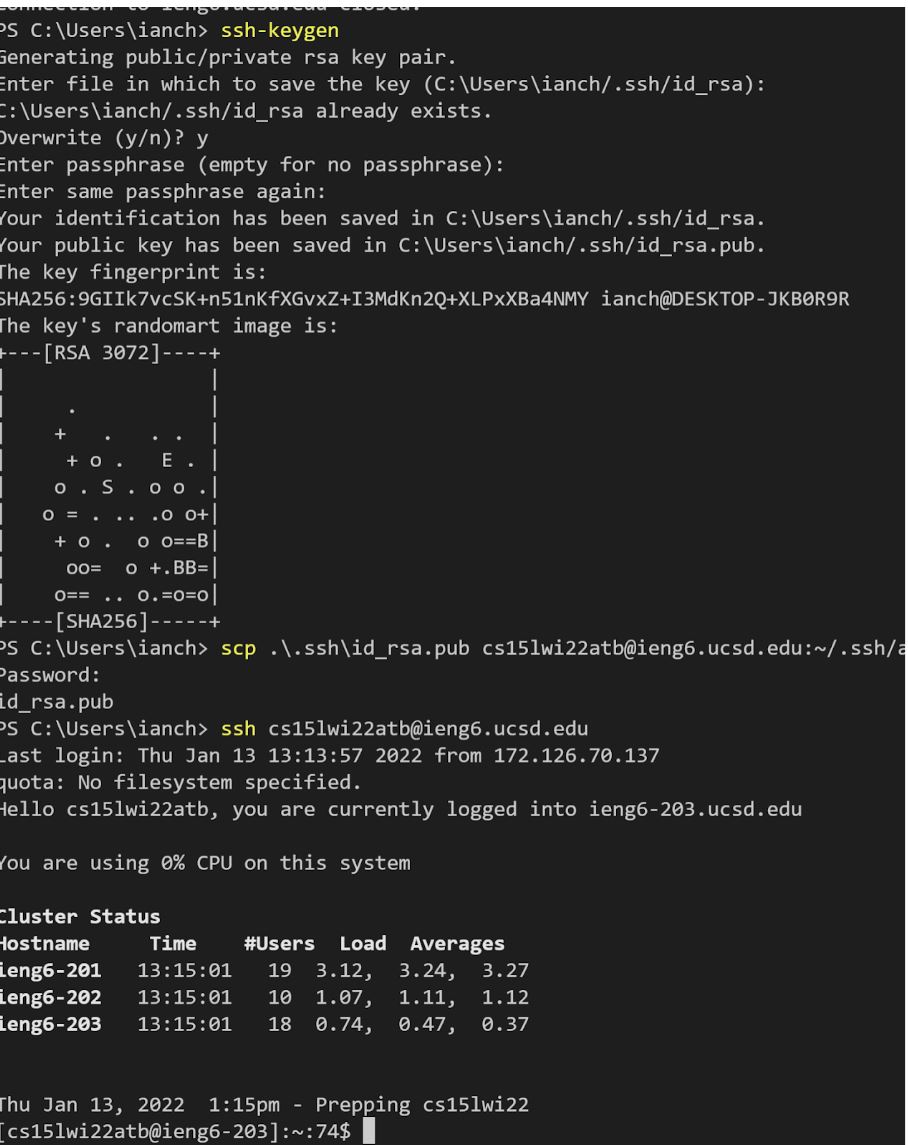 PS C:\Users\ianch> ssh-keygen
Generating public/private rsa key pair.
Enter file in which to save the key (C:\Users\ianch/.ssh/id_rsa):
C:\Users\ianch/.ssh/id_rsa already exists.
Overwrite (y/n)? y
Enter passphrase (empty for no passphrase):
Enter same passphrase again:
Your identification has been saved in C:\Users\ianch/.ssh/id_rsa.
Your public key has been saved in C:\Users\ianch/.ssh/id_rsa.pub.
The key fingerprint is:
SHA256:9GIIk7vcSK+n51nKfXGvxZ+I3MdKn2Q+XLPxXBa4NMY ianch@DESKTOP-JKB0R9R
The key's randomart image is:
+---[RSA 3072]----+
|                 |
|     .           |
|    +   .   . .  |
|     + o .   E . |
|    o . S . o o .|
|   o = . .. .o o+|
|    + o .  o o==B|
|     oo=  o +.BB=|
|    o== .. o.=o=o|
+----[SHA256]-----+
PS C:\Users\ianch> scp .\.ssh\id_rsa.pub cs15lwi22atb@ieng6.ucsd.edu:~/.ssh/a
Password:
id_rsa.pub
PS C:\Users\ianch> ssh cs15lwi22atb@ieng6.ucsd.edu
Last login: Thu Jan 13 13:13:57 2022 from 172.126.70.137
quota: No filesystem specified.
Hello cs15lwi22atb, you are currently logged into ieng6-203.ucsd.edu
You are using 0% CPU on this system
Cluster Status
Hostname     Time    #Users  Load  Averages
ieng6-201   13:15:01   19  3.12,  3.24,  3.27
ieng6-202   13:15:01   10  1.07,  1.11,  1.12
ieng6-203   13:15:01   18  0.74,  0.47,  0.37
Thu Jan 13, 2022  1:15pm - Prepping cs15lwi22
[cs15lwi22atb@ieng6-203]:~:74$